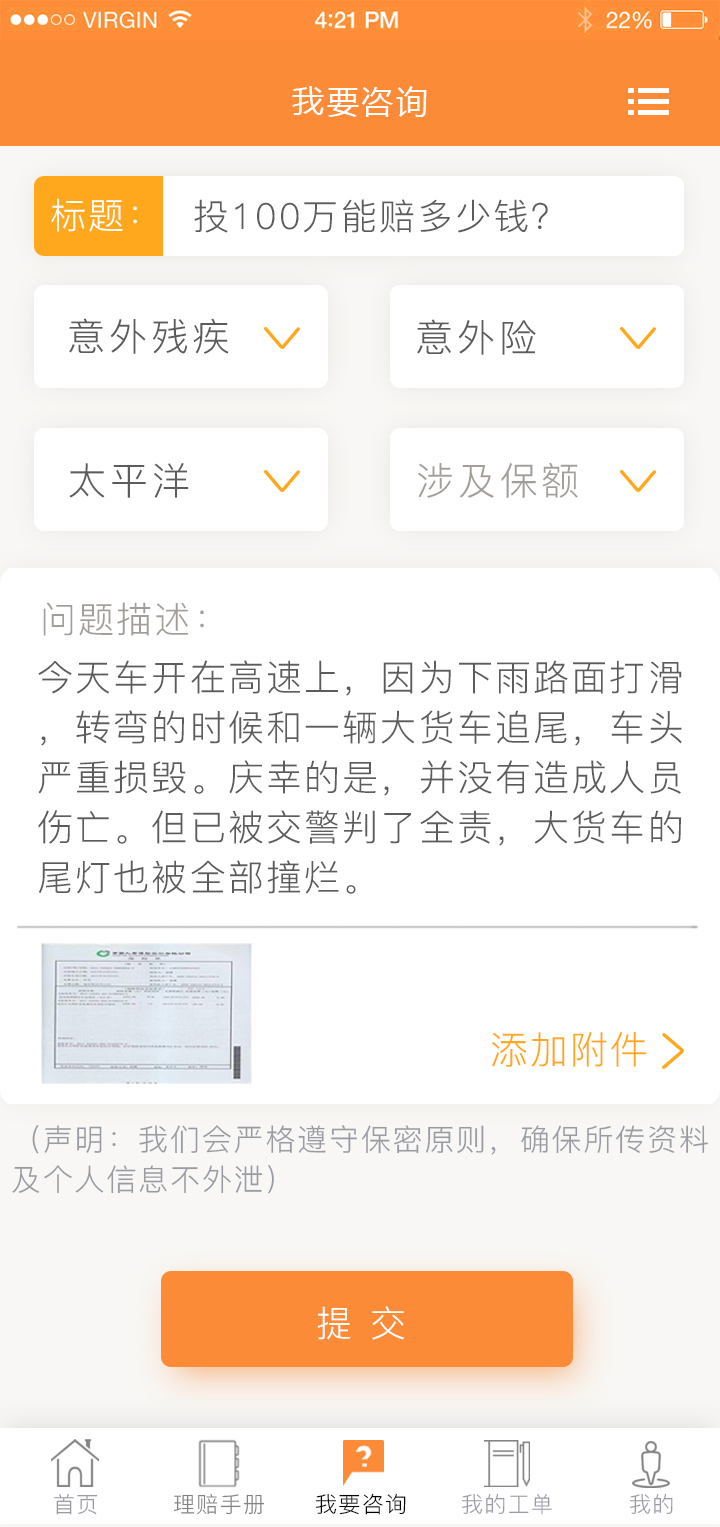 VIRGIN
4:21 PM
22%
我要咨询
标题：
投100万能赔多少钱？
意外残疾
意外险
太平洋
涉及保额
问题描述：
今天车开在高速上，因为下雨路面打滑
，转弯的时候和一辆大货车追尾，车头
严重损毁。庆幸的是，并没有造成人员
伤亡。但已被交警判了全责，大货车的
尾灯也被全部撞烂。
添加附件
（声明：我们会严格遵守保密原则，确保所传资料
及个人信息不外泄）
提 交
首页
理赔手册
我要咨询
我的工单
我的